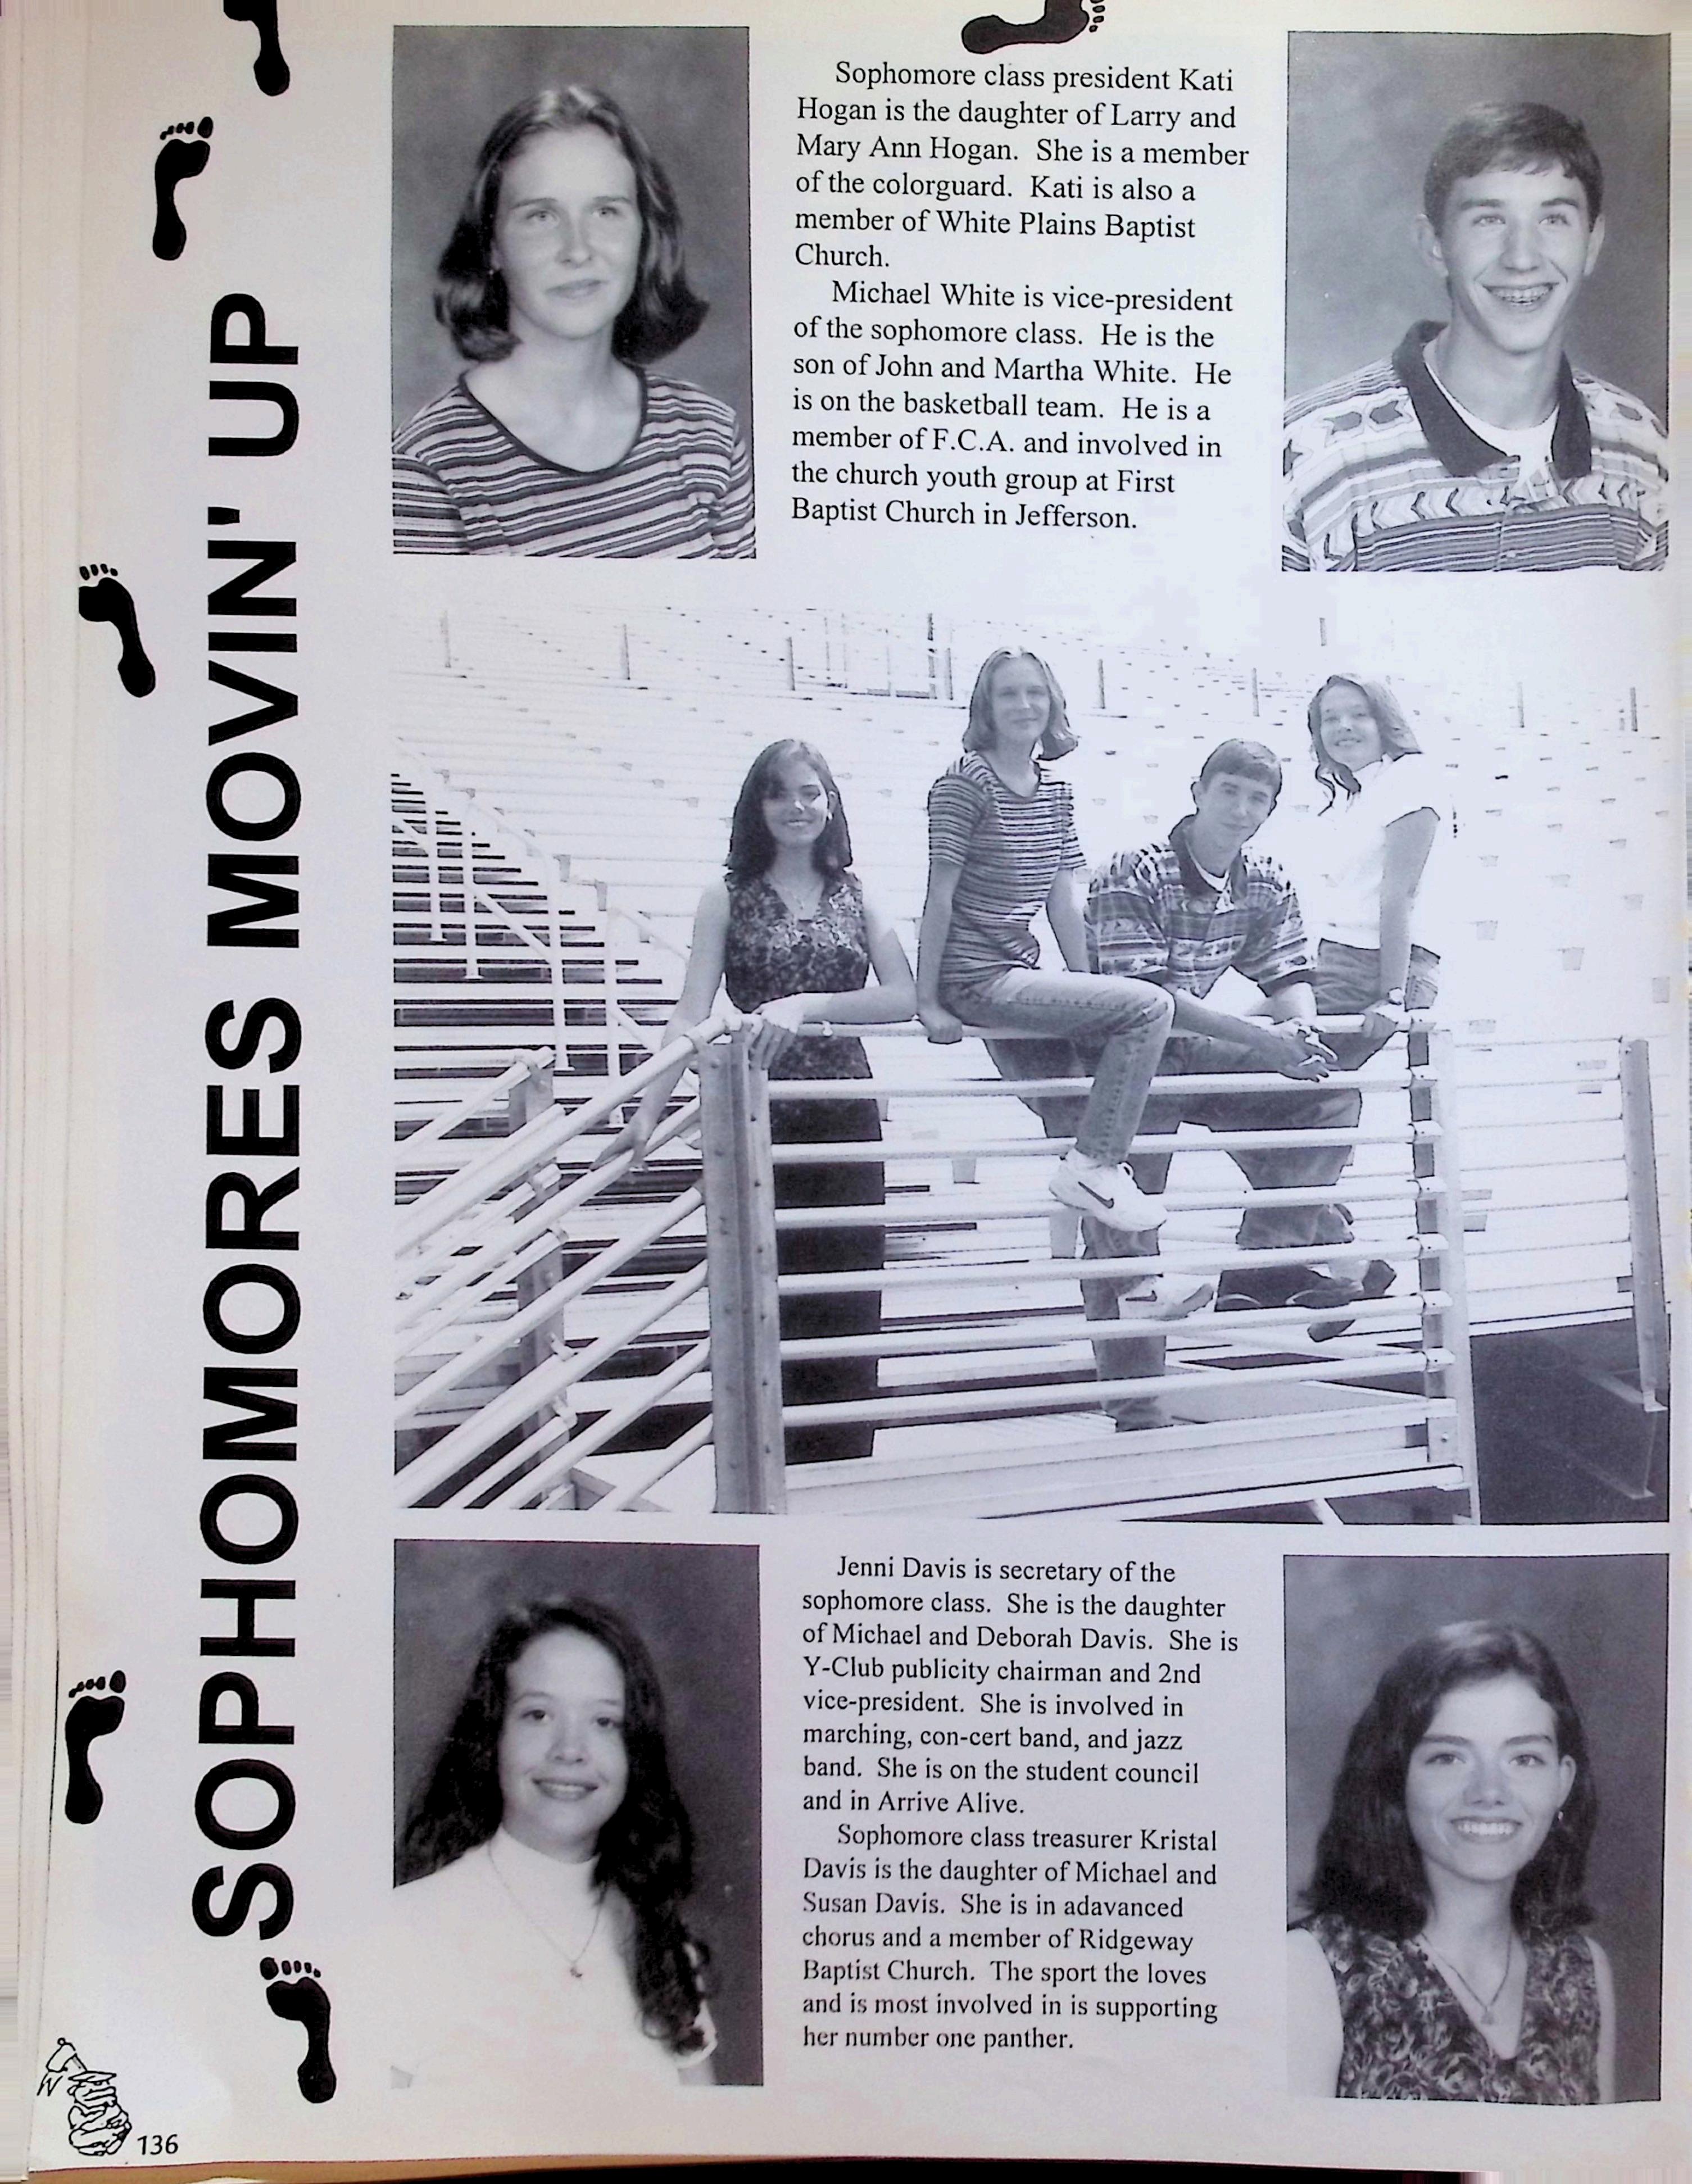 SOPHOMORES MOVIN' UP
Sophomore class president Kati
Hogan is the daughter of Larry and
Mary Ann Hogan. She is a member
of the colorguard. Kati is also a
member of White Plains Baptist
Church.
Michael White is vice-president
of the sophomore class. He is the
son of John and Martha White. He
is on the basketball team. He is a
member of F.C.A. and involved in
the church youth group at First
Baptist Church in Jefferson.
Jenni Davis is secretary of the
sophomore class. She is the daughter
of Michael and Deborah Davis. She is
Y-Club publicity chairman and 2nd
vice-president. She is involved in
marching, con-cert band, and jazz
band. She is on the student council
and in Arrive Alive.
Sophomore class treasurer Kristal
Davis is the daughter of Michael and
Susan Davis. She is in adavanced
chorus and a member of Ridgeway
Baptist Church. The sport the loves
and is most involved in is supporting
her number one panther.
136